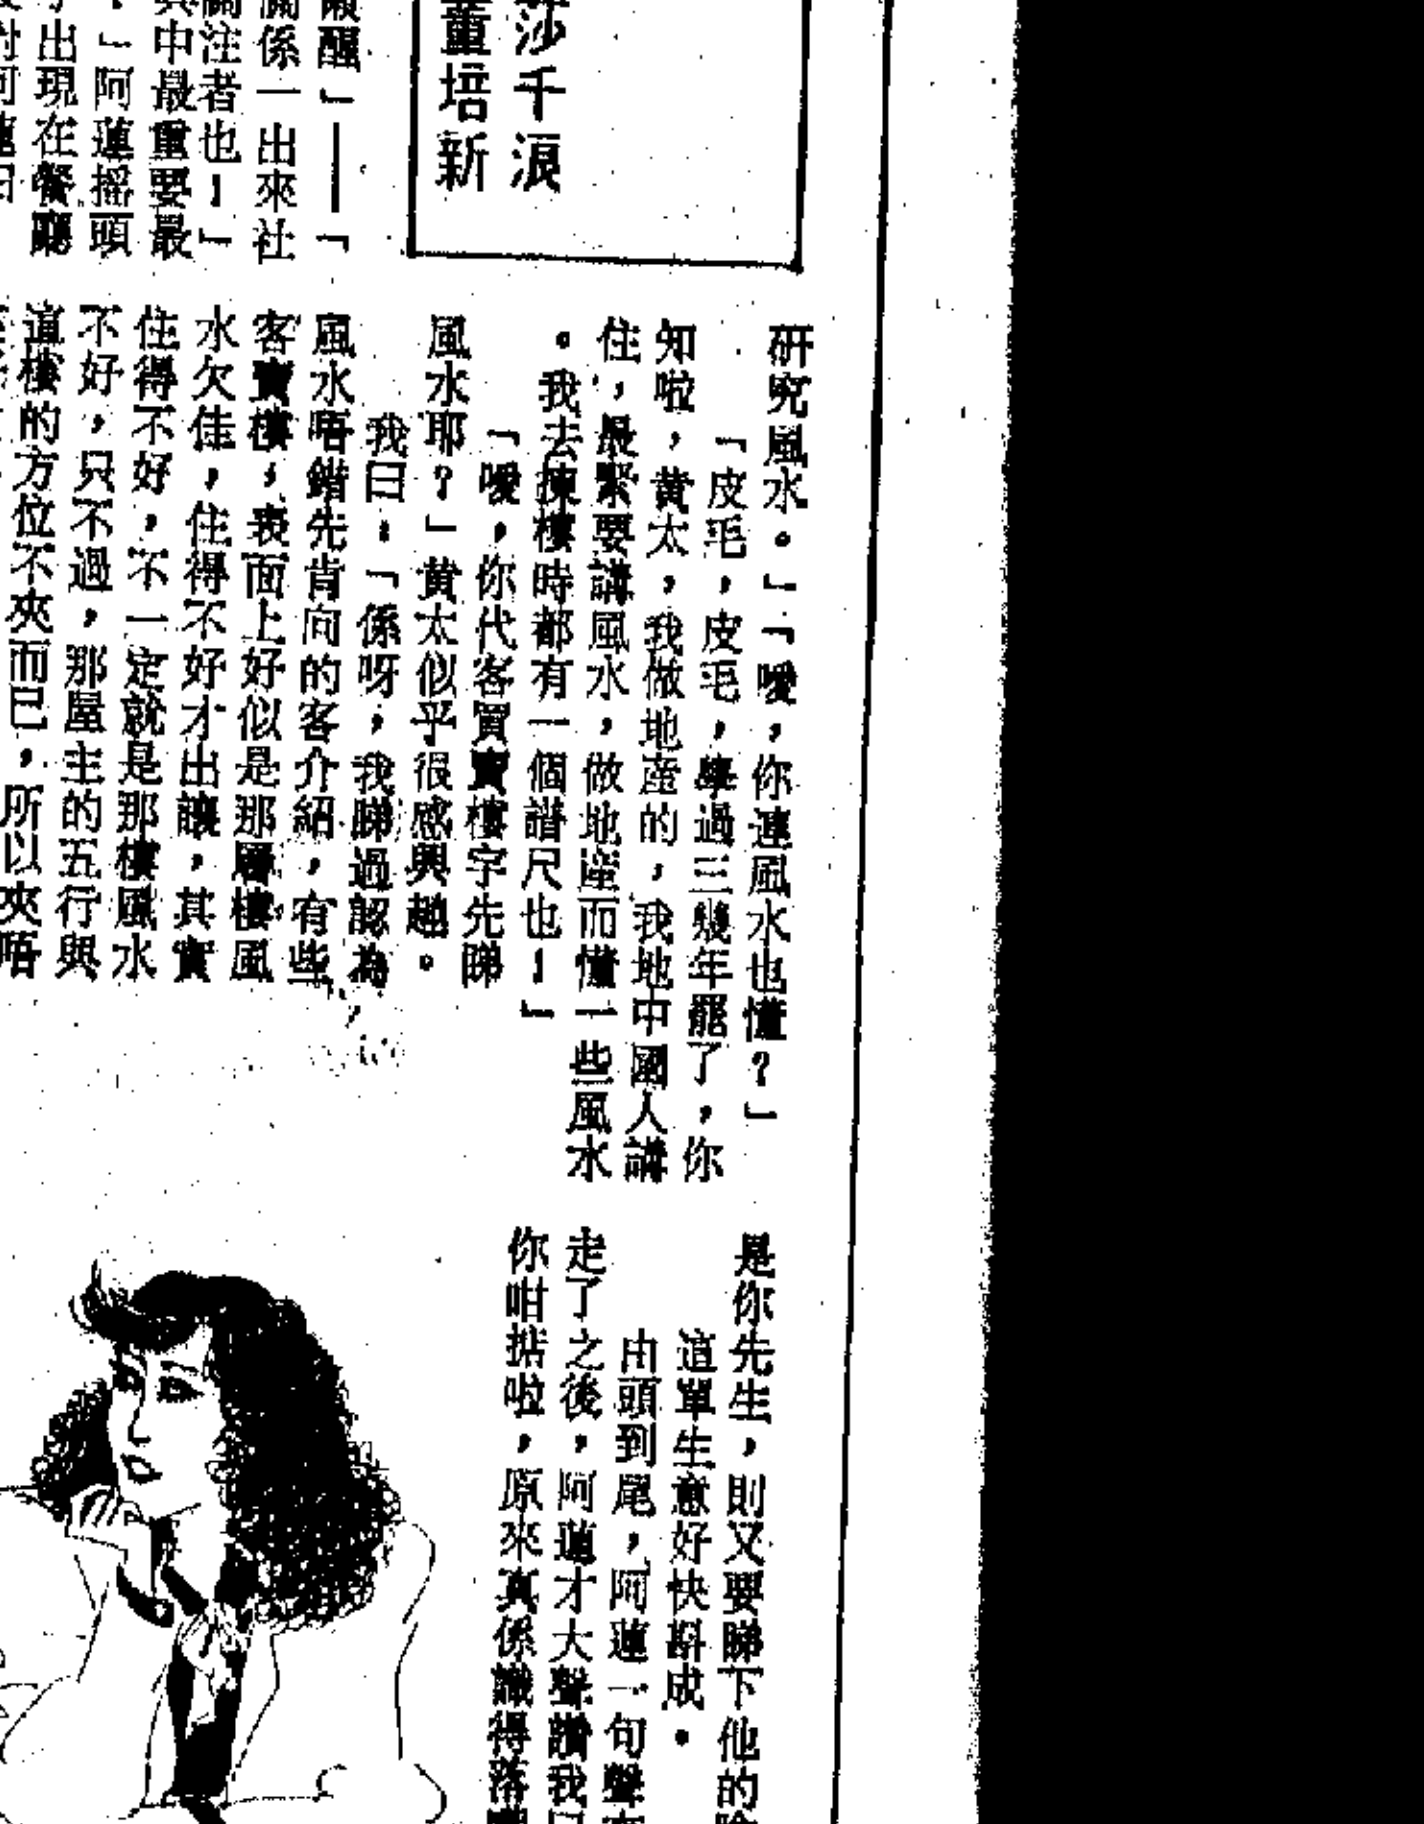 莎千浪
董培新
醒」——「
係一出來社
關注者也！」
其中最重要最
」阿蓮搖頭
出現在餐廳
研究風水。」「噯，你連風水也懂？」
「皮毛，皮毛，學過三幾年罷了，你
知啦，黃太，我做地產的，我地中國人講
住，最緊要講風水，做地產而懂一些風水
。我去揀樓時都有一個譜尺也！」
「噯，你代客買賣樓宇先睇
風水耶？」黃太似乎很感興趣。
我曰：「係呀，我睇過認為
風水唔錯先肯向的客介紹，有些
客賣樓，表面上好似是那層樓風
水欠佳，住得不好才出讓，其實
住得不好，不一定就是那樓風水
不好，只不過，那屋主的五行與
這樓的方位不夾而已，所以夾唔
是你先生，則又要睇下他的
這單生意好快斟成。
由頭到尾，阿蓮一句聲
走了之後，阿蓮才大聲讚我
你咁掂啦，原來真係識得落